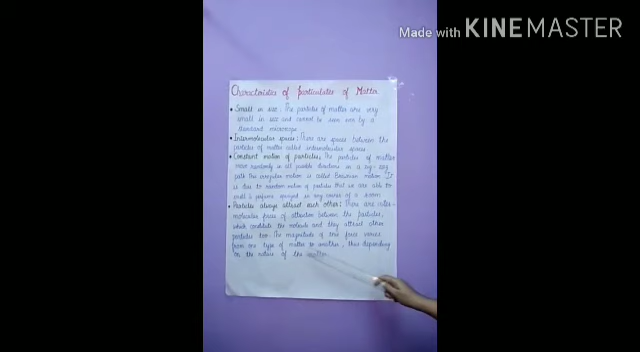 Made with KINEMASTER
Characteristics of Particulates of Matter
• Small in size: The particles of matter are very
small in size and cannot be seen even by a
standard microscope.
• Intermolecular spaces: There are spaces between the
particles of matter called intermolecular spaces.
• Constant motion of particles: The particles of matter
move randomly in all possible directions in a zig-zag
path this irregular motion is called Brownian motion. It
is due to random motion of particles that we are able to
smell a perfume sprayed in any corner of a room
• Particles always attract each other: There are inter-
molecular forces of attraction between the particles,
which constitute the molecule and they attract other
particles too. The magnitude of this force varies
from one type of matter to another, thus depending
on the nature of the matter.